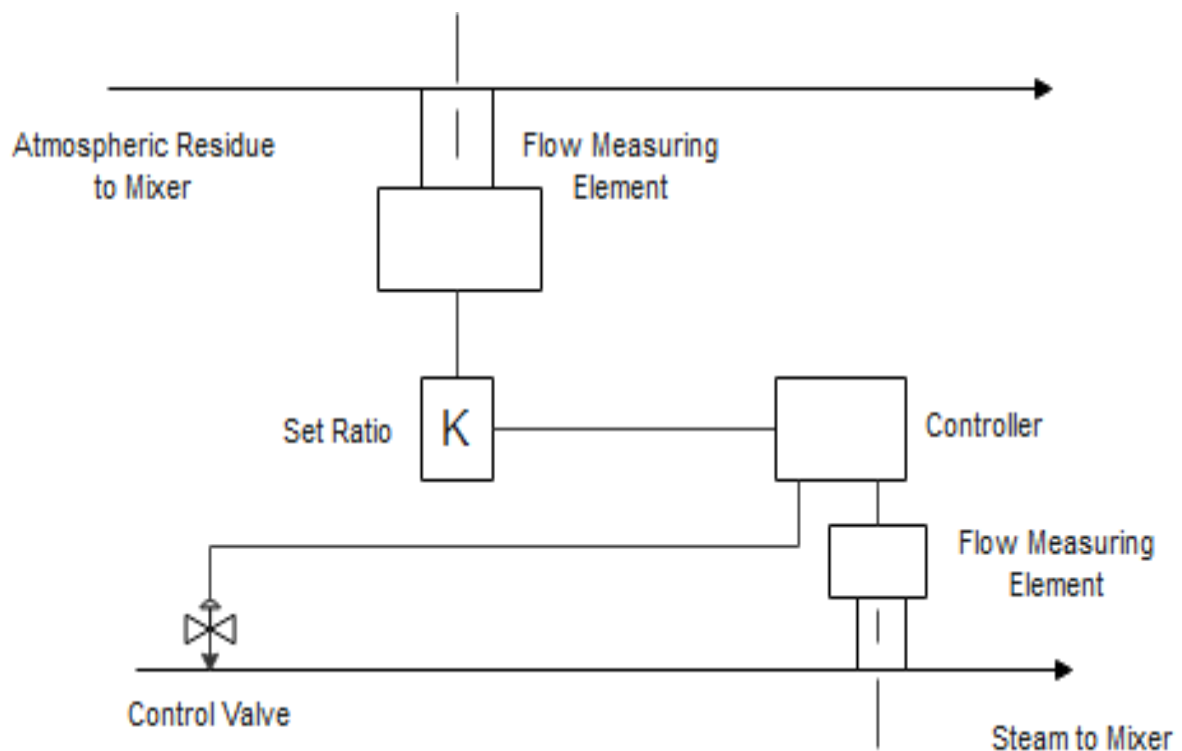 Atmospheric Residue
to Mixer
Flow Measuring
Element
Set Ratio
K
Controller
Flow Measuring
Element
Control Valve
Steam to Mixer